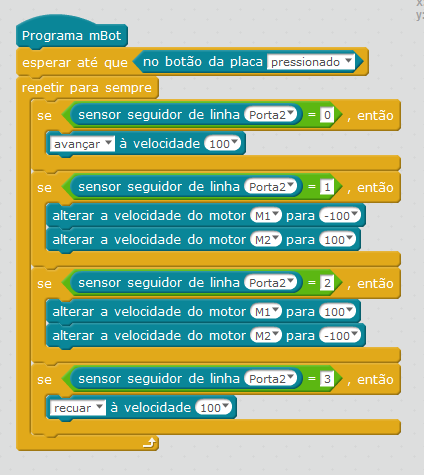 x:
y:
Programa mBot
esperar até que no botão da placa pressionado
repetir para sempre
se sensor seguidor de linha Porta2 = 0 , então
avançar à velocidade 100
se sensor seguidor de linha Porta2 = 1 , então
alterar a velocidade do motor M1 para -100
alterar a velocidade do motor M2 para 100
se sensor seguidor de linha Porta2 = 2 , então
alterar a velocidade do motor M1 para 100
alterar a velocidade do motor M2 para -100
se sensor seguidor de linha Porta2 = 3 , então
recuar à velocidade 100